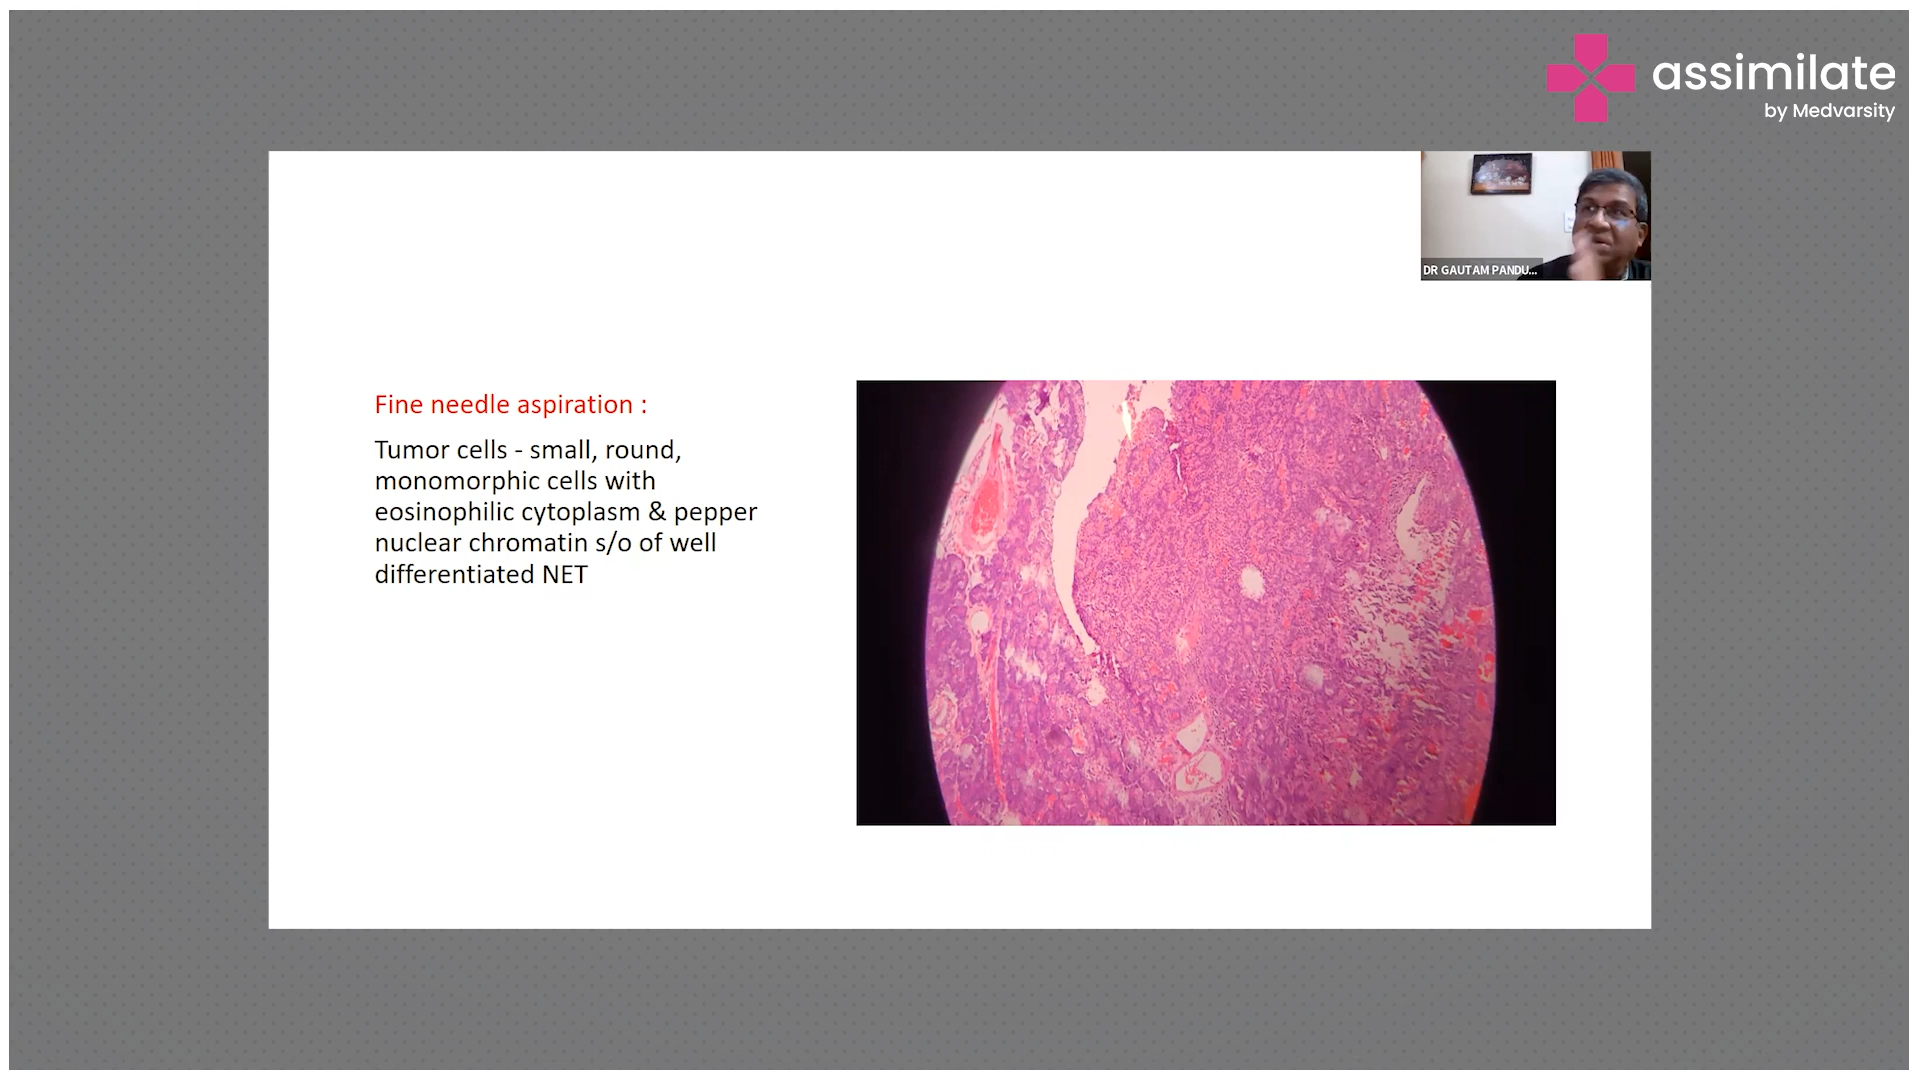 assimilate
by Medvarsity
DR GAUTAM PANDU...
Fine needle aspiration :
Tumor cells - small, round,
monomorphic cells with
eosinophilic cytoplasm & pepper
nuclear chromatin s/o of well
differentiated NET